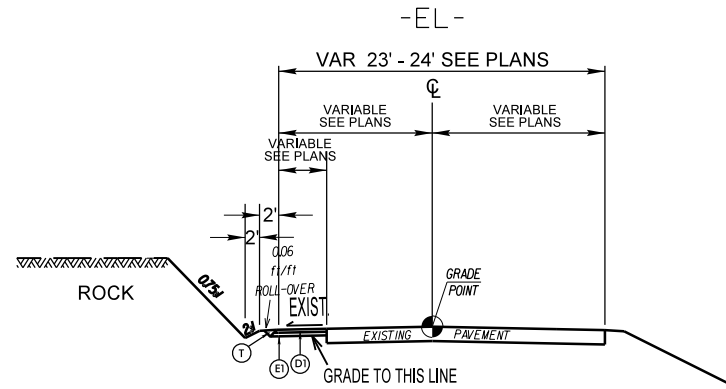 -EL-
VAR 23' - 24' SEE PLANS
℄
VARIABLE
SEE PLANS
VARIABLE
SEE PLANS
VARIABLE
SEE PLANS
2'
2'
0.06
ft/ft
ROLL-OVER
EXIST.
GRADE
POINT
ROCK
0.75:1
2:1
EXISTING PAVEMENT
T
E1
D1
GRADE TO THIS LINE